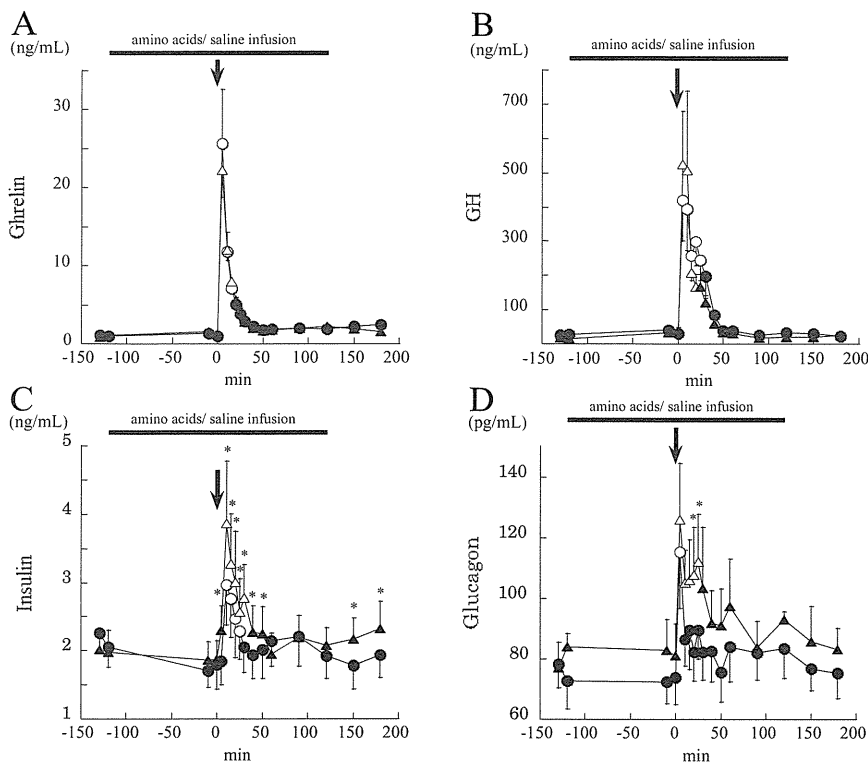 A
(ng/mL)
amino acids/ saline infusion
Ghrelin
30
20
10
0
-150 -100 -50 0 50 100 150 200
min
B
(ng/mL)
amino acids/ saline infusion
GH
700
500
300
100
-150 -100 -50 0 50 100 150 200
min
C
(ng/mL)
amino acids/ saline infusion
Insulin
5
4
3
2
1
* * * * * * * * *
-150 -100 -50 0 50 100 150 200
min
D
(pg/mL)
amino acids/ saline infusion
Glucagon
140
120
100
80
60
* *
-150 -100 -50 0 50 100 150 200
min